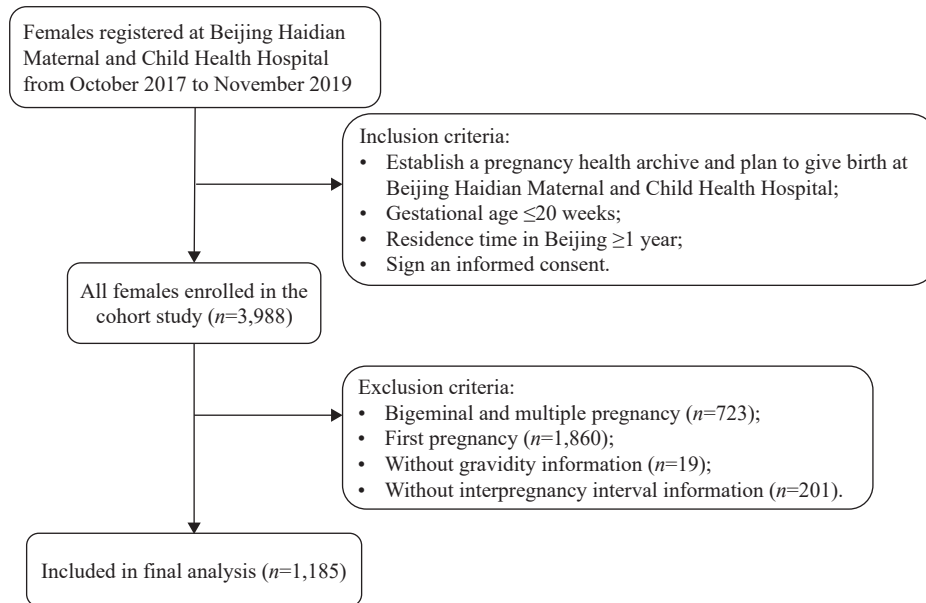 Females registered at Beijing Haidian
Maternal and Child Health Hospital
from October 2017 to November 2019
Inclusion criteria:
• Establish a pregnancy health archive and plan to give birth at
Beijing Haidian Maternal and Child Health Hospital;
• Gestational age ≤20 weeks;
• Residence time in Beijing ≥1 year;
• Sign an informed consent.
All females enrolled in the
cohort study (n=3,988)
Exclusion criteria:
• Bigeminal and multiple pregnancy (n=723);
• First pregnancy (n=1,860);
• Without gravidity information (n=19);
• Without interpregnancy interval information (n=201).
Included in final analysis (n=1,185)